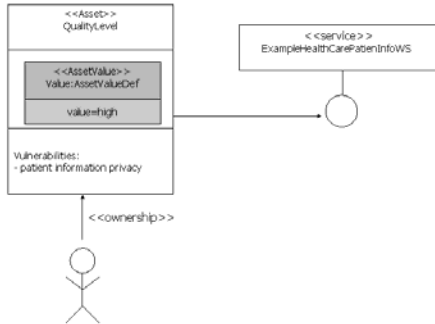 <<Asset>>
QualityLevel
<<AssetValue>>
Value:AssetValueDef
value=high
Vulnerabilities:
- patient information privacy
<<ownership>>
<<service>>
ExampleHealthCarePatienInfoWS